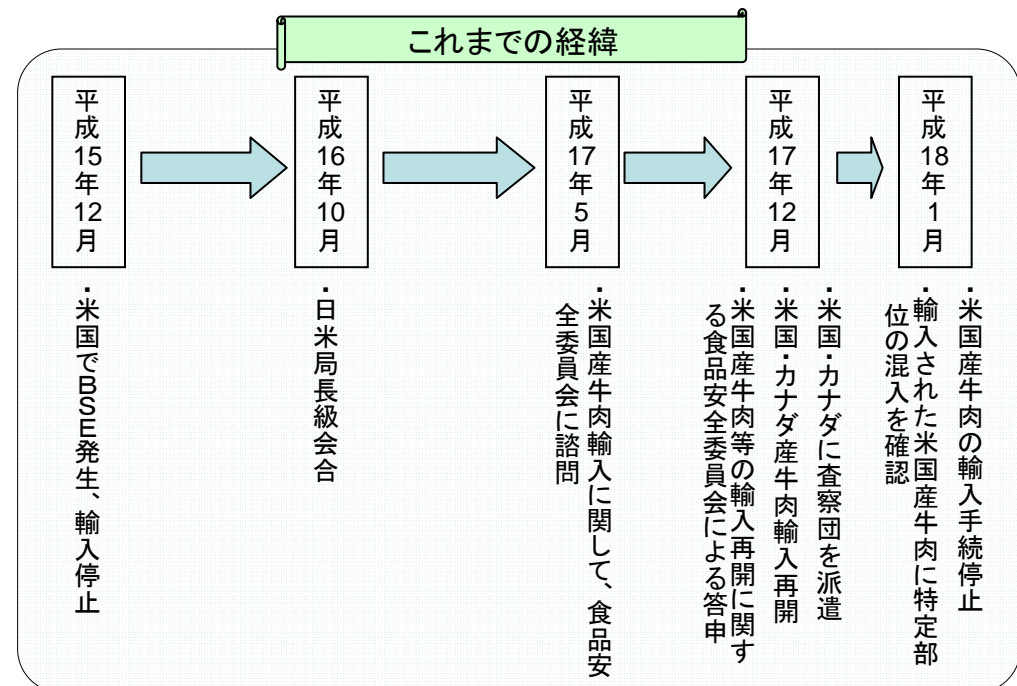 これまでの経緯
平成15年12月
・米国でＢＳＥ発生、輸入停止
平成16年10月
・日米局長級会合
平成17年5月
・米国産牛肉輸入に関して、食品安
全委員会に諮問
平成17年12月
・米国・カナダに査察団を派遣
・米国・カナダ産牛肉輸入再開
・米国産牛肉等の輸入再開に関す
る食品安全委員会による答申
平成18年1月
・米国産牛肉の輸入手続停止
・輸入された米国産牛肉に特定部
位の混入を確認